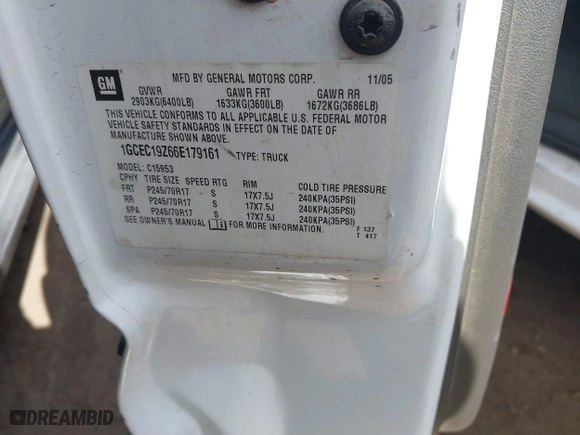 GM
MFD BY GENERAL MOTORS CORP. 11/05
GVWR GAWR FRT GAWR RR
2903KG(6400LB) 1633KG(3600LB) 1672KG(3686LB)
THIS VEHICLE CONFORMS TO ALL APPLICABLE U.S. FEDERAL MOTOR
VEHICLE SAFETY STANDARDS IN EFFECT ON THE DATE OF
MANUFACTURE SHOWN ABOVE.
1GCEC19Z66E179161 TYPE: TRUCK
MODEL: C15953
CPHY TIRE SIZE SPEED RTG RIM COLD TIRE PRESSURE
FRT P245/70R17 S 17X7.5J 240KPA(35PSI)
RR P245/70R17 S 17X7.5J 240KPA(35PSI)
SPA P245/70R17 S 17X7.5J 240KPA(35PSI)
SEE OWNER'S MANUAL FOR MORE INFORMATION.
F 137
T 417
DREAMBID